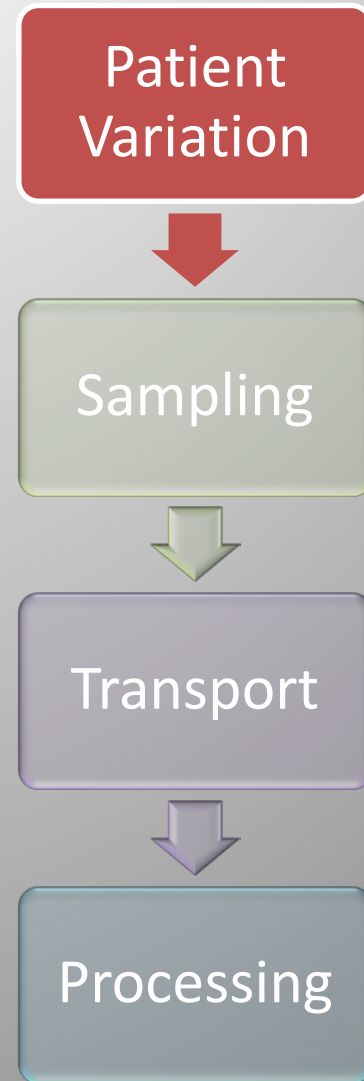 Patient
Variation
Sampling
Transport
Processing